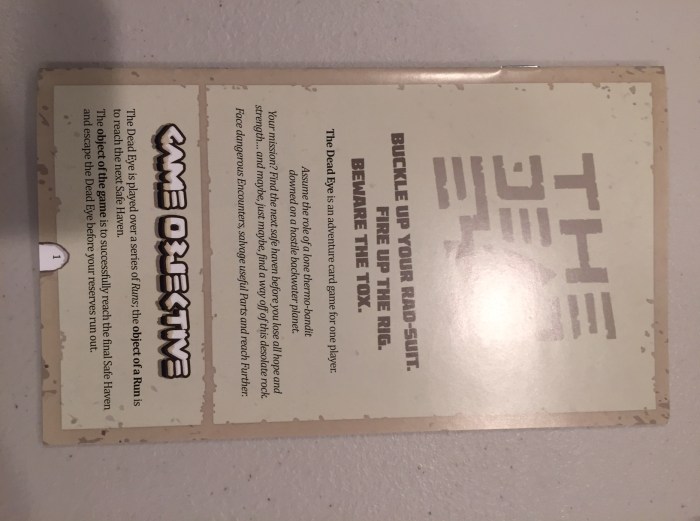 THE
DEAD
EYE
BUCKLE UP YOUR RAD-SUIT.
FIRE UP THE RIG.
BEWARE THE TOX.
The Dead Eye is an adventure card game for one player.
Assume the role of a lone thermo-bandit
downed on a hostile backwater planet.
Your mission? Find the next safe haven before you lose all hope and
strength... and maybe, just maybe, find a way off of this desolate rock.
Face dangerous Encounters, salvage useful Parts and reach Further.
GAME OBJECTIVE
The Dead Eye is played over a series of Runs; the object of a Run is
to reach the next Safe Haven.
The object of the game is to successfully reach the final Safe Haven
and escape the Dead Eye before your reserves run out.
1